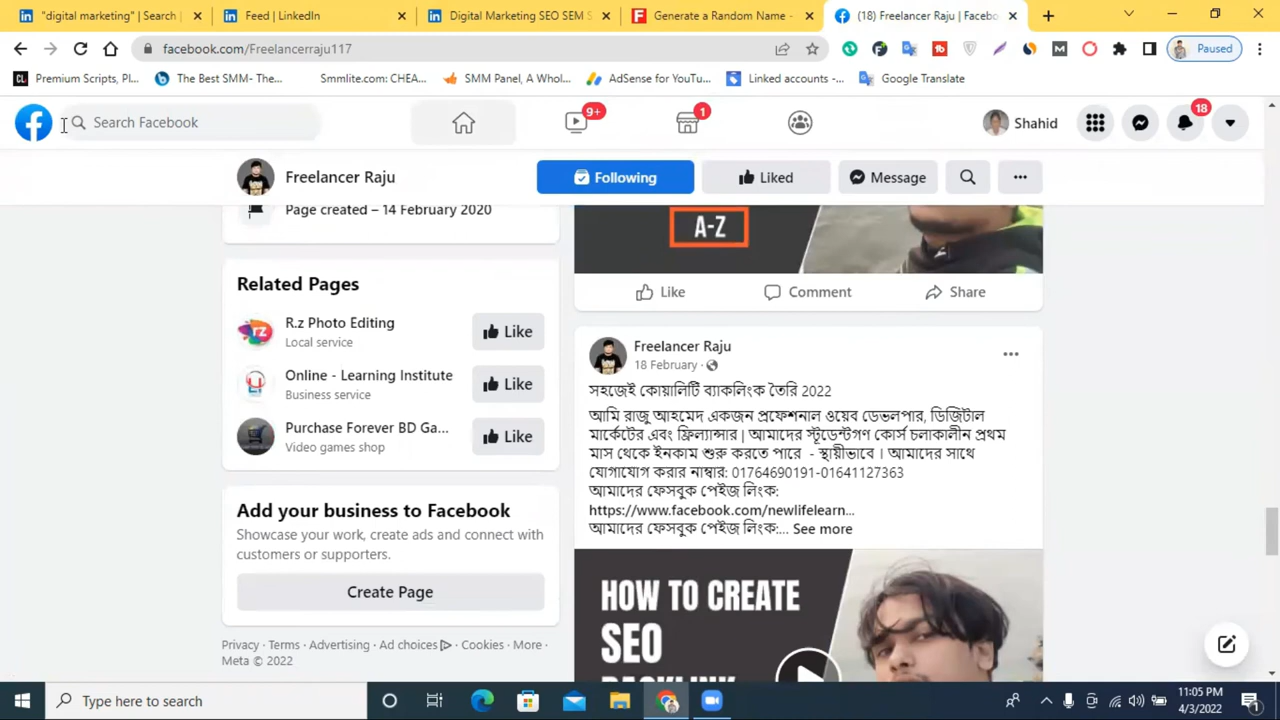 "digital marketing" | Search |
Feed | LinkedIn
Digital Marketing SEO SEM S
Generate a Random Name -
(18) Freelancer Raju | Facebo
facebook.com/Freelancerraju117
Paused
Premium Scripts, Pl...
The Best SMM- The...
Smmlite.com: CHEA...
SMM Panel, A Whol...
AdSense for YouTu...
Linked accounts -...
Google Translate
Search Facebook
9+
1
Shahid
18
Freelancer Raju
Following
Liked
Message
Page created – 14 February 2020
A-Z
Like
Comment
Share
Related Pages
R.z Photo Editing
Local service
Like
Online - Learning Institute
Business service
Like
Purchase Forever BD Ga...
Video games shop
Like
Add your business to Facebook
Showcase your work, create ads and connect with
customers or supporters.
Create Page
Privacy · Terms · Advertising · Ad choices · Cookies · More ·
Meta © 2022
Freelancer Raju
18 February ·
সহজেই কোয়ালিটি ব্যাকলিংক তৈরি 2022
আমি রাজু আহমেদ একজন প্রফেশনাল ওয়েব ডেভলপার, ডিজিটাল
মার্কেটের এবং ফ্রিল্যান্সার | আমাদের স্টূডেন্টগণ কোর্স চলাকালীন প্রথম
মাস থেকে ইনকাম শুরু করতে পারে - স্থায়ীভাবে । আমাদের সাথে
যোগাযোগ করার নাম্বার: 01764690191-01641127363
আমাদের ফেসবুক পেইজ লিংক:
https://www.facebook.com/newlifelearn...
আমাদের ফেসবুক পেইজ লিংক:... See more
HOW TO CREATE
SEO
BACKLINK
Type here to search
11:05 PM
4/3/2022
1